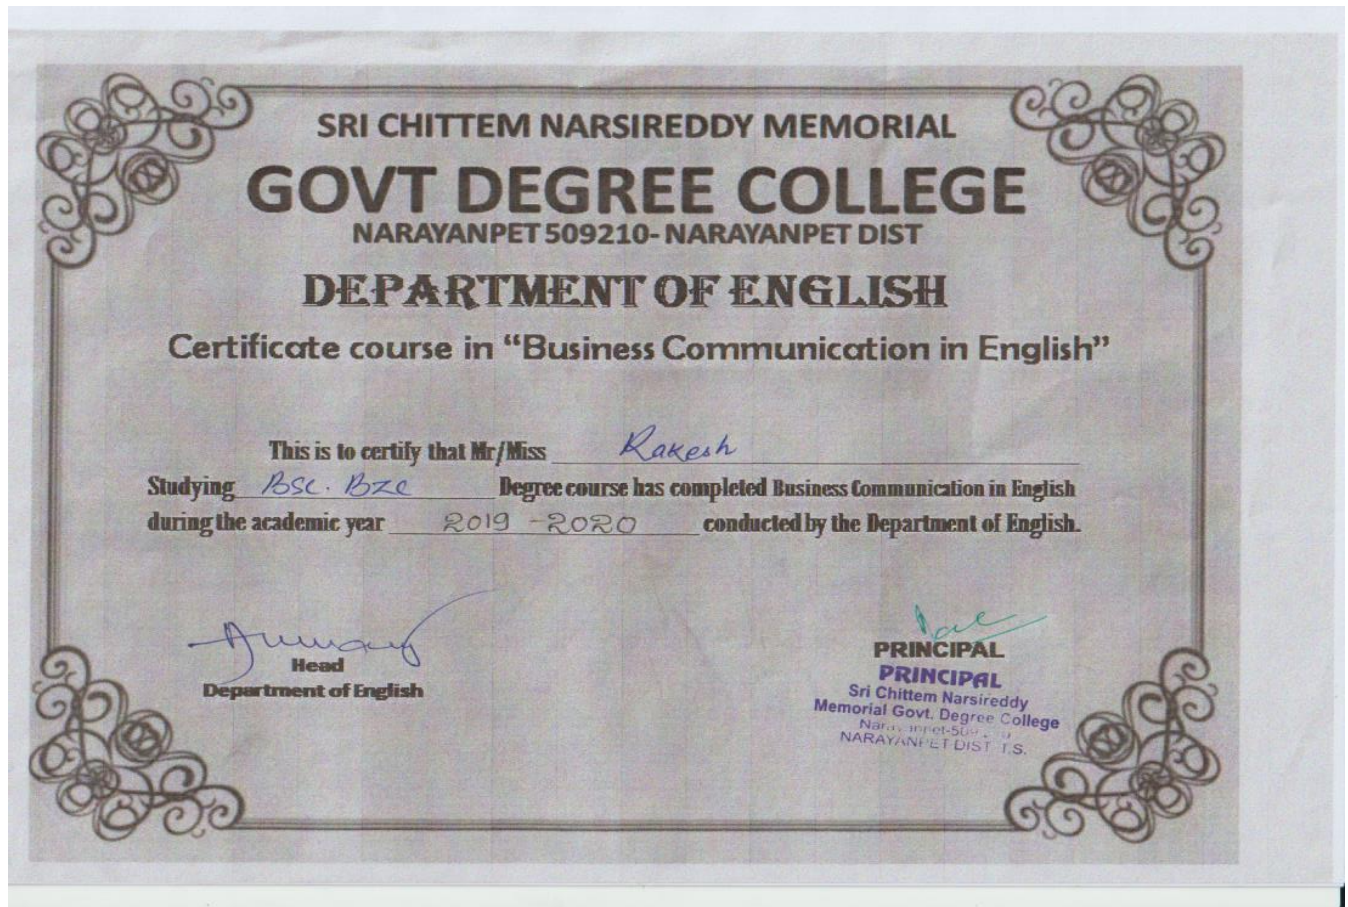 SRI CHITTEM NARSIREDDY MEMORIAL
GOVT DEGREE COLLEGE
NARAYANPET 509210- NARAYANPET DIST
DEPARTMENT OF ENGLISH
Certificate course in “Business Communication in English”
This is to certify that Mr/Miss Rakesh
Studying BSC. BZC Degree course has completed Business Communication in English
during the academic year 2019 -2020 conducted by the Department of English.
Head
Department of English
PRINCIPAL
PRINCIPAL
Sri Chittem Narsireddy
Memorial Govt. Degree College
NARAYANPET DIST T.S.